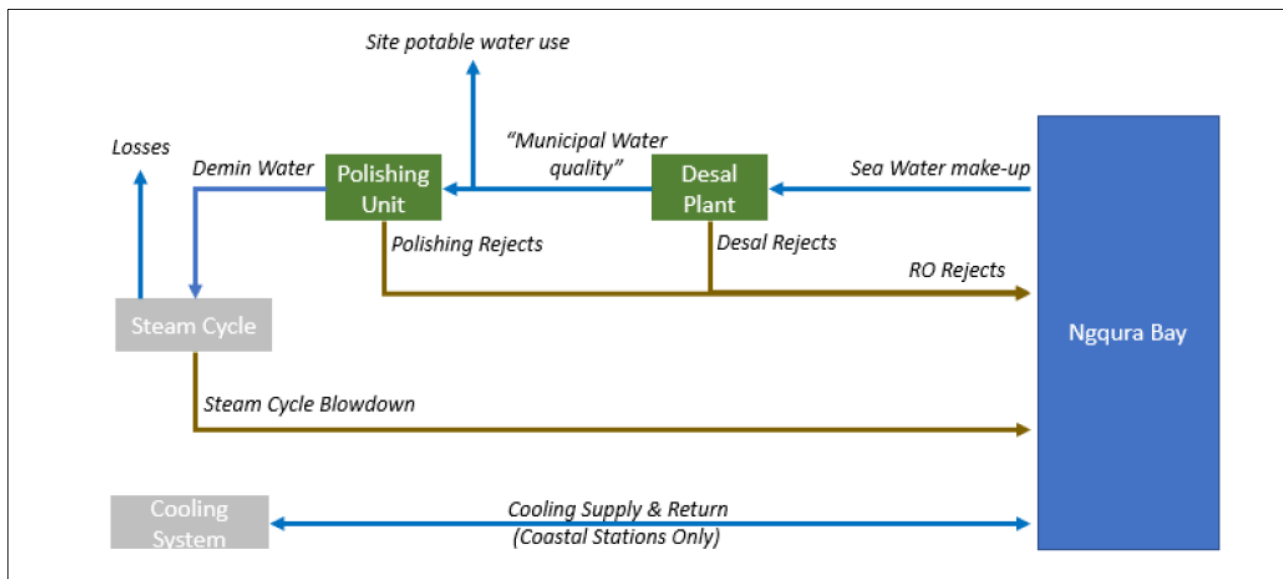 Site potable water use
Losses
Demin Water
Polishing
Unit
“Municipal Water
quality”
Desal
Plant
Sea Water make-up
Polishing Rejects
Desal Rejects
RO Rejects
Steam Cycle
Ngqura Bay
Steam Cycle Blowdown
Cooling
System
Cooling Supply & Return
(Coastal Stations Only)